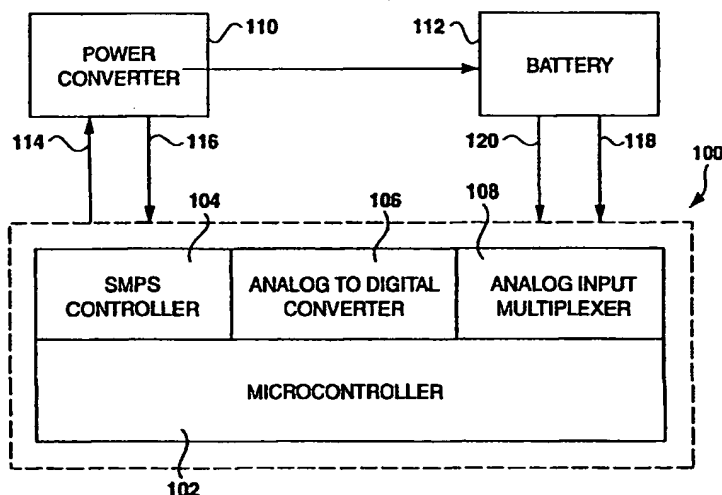 110
112
POWER
CONVERTER
BATTERY
114
116
120
118
100
104
106
108
SMPS
CONTROLLER
ANALOG TO DIGITAL
CONVERTER
ANALOG INPUT
MULTIPLEXER
MICROCONTROLLER
102